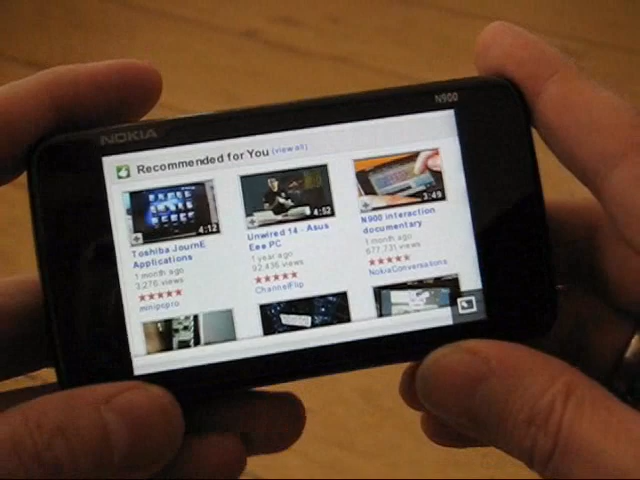 NOKIA
N900
Recommended for You (view all)
4:12
Toshiba JournE
Applications
1 month ago
3,276 views
minipcpro
4:52
Unwired 14 - Asus
Eee PC
1 year ago
92,436 views
ChannelFlip
3:49
N900 interaction
documentary
1 month ago
677,731 views
NokiaConversations